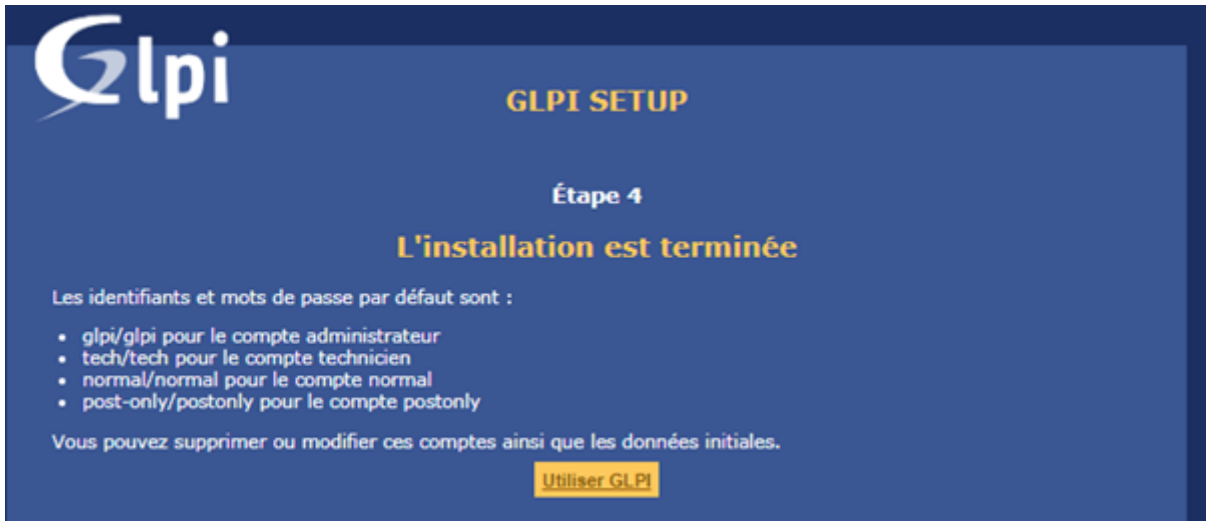 Glpi
GLPI SETUP
Étape 4
L'installation est terminée
Les identifiants et mots de passe par défaut sont :
• glpi/glpi pour le compte administrateur
• tech/tech pour le compte technicien
• normal/normal pour le compte normal
• post-only/postonly pour le compte postonly
Vous pouvez supprimer ou modifier ces comptes ainsi que les données initiales.
Utiliser GLPI